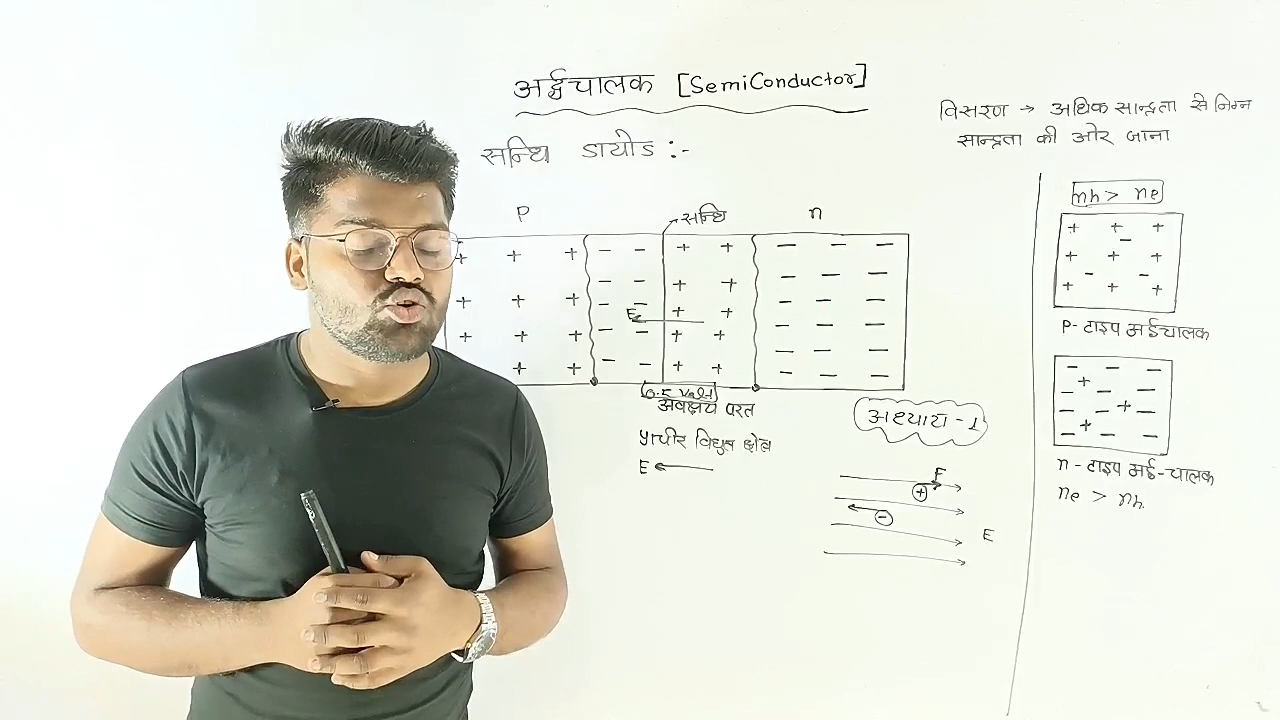 अर्द्धचालक [SemiConductor]
सन्धि डायोड :-
विसरण → अधिक सान्द्रता से निम्न
सान्द्रता की ओर जाना
P
सन्धि
n
E
अवक्षय परत
प्राचीर विद्युत क्षेत्र
E ←
अध्याय-1
F
E
nh > ne
P-टाइप अर्द्धचालक
n-टाइप अर्द्ध-चालक
ne > nh